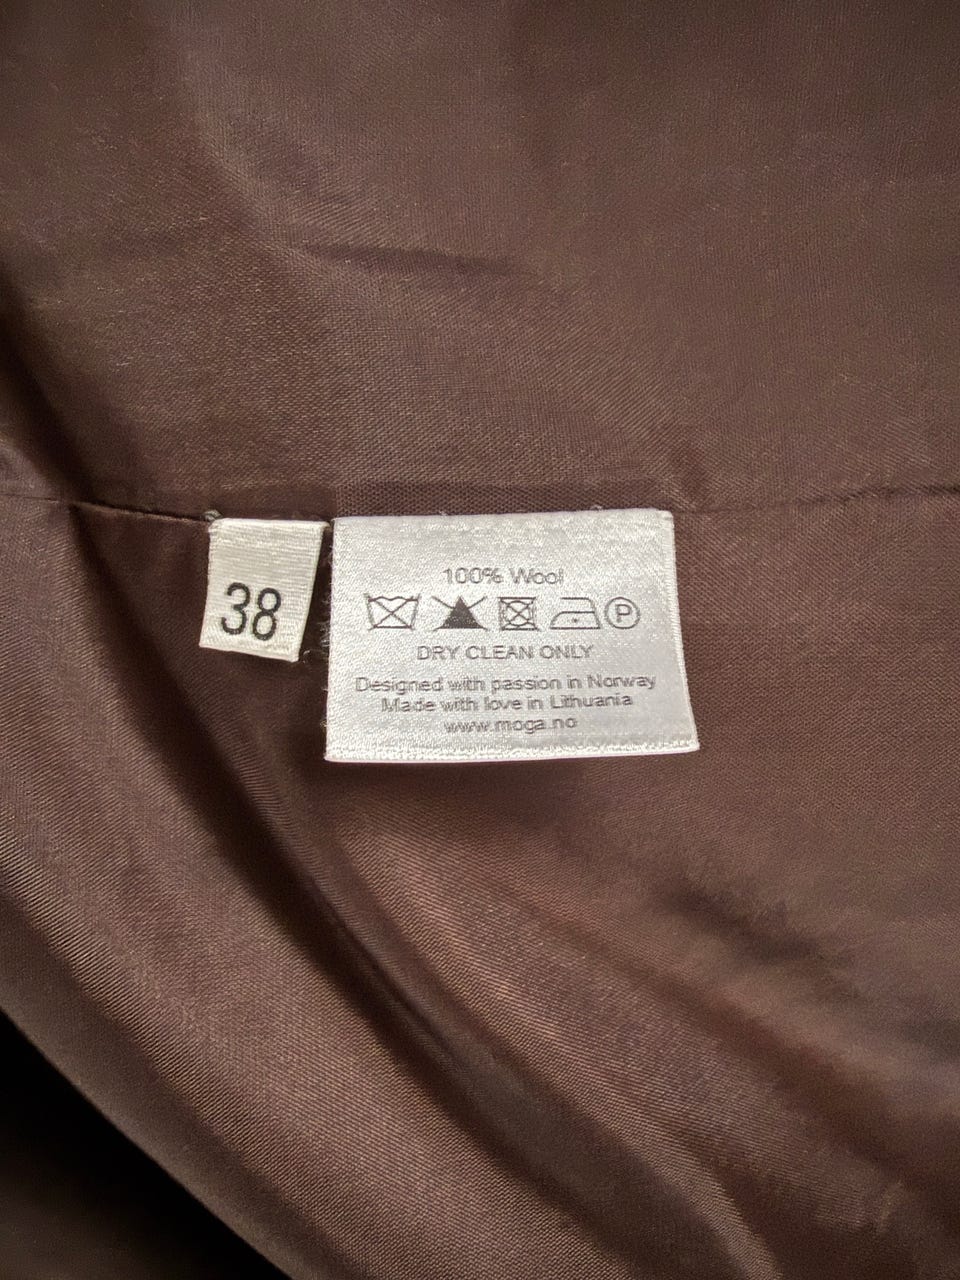 38
100% Wool
P
DRY CLEAN ONLY
Designed with passion in Norway
Made with love in Lithuania
www.moga.no